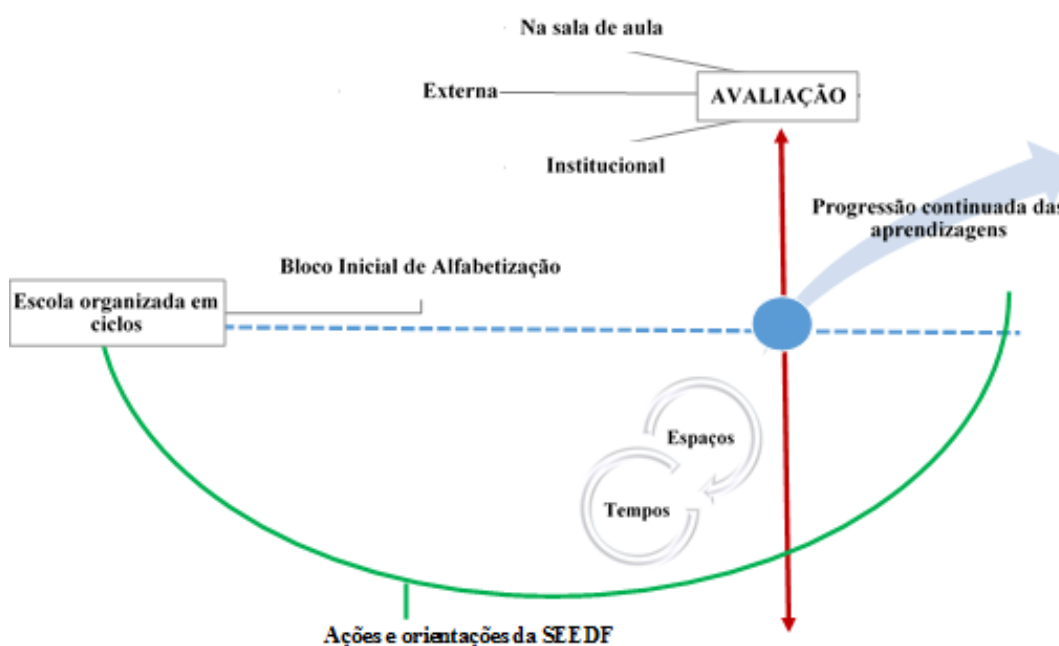 Na sala de aula
Externa
AVALIAÇÃO
Institucional
Progressão continuada das
aprendizagens
Bloco Inicial de Alfabetização
Escola organizada em
ciclos
Espaços
Tempos
Ações e orientações da SEEDF